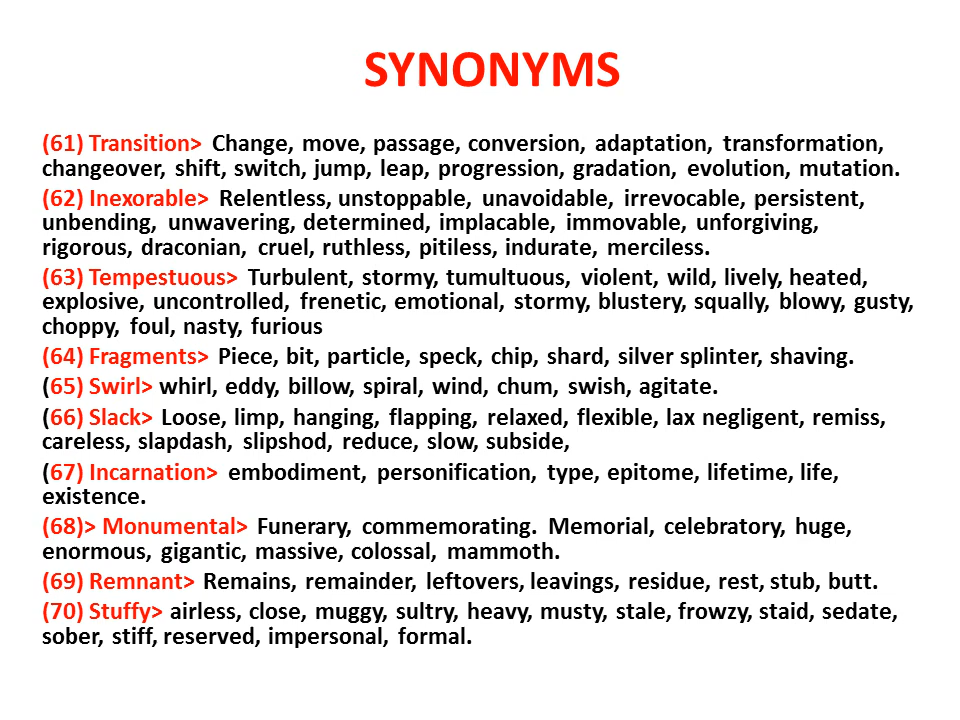 SYNONYMS
(61) Transition> Change, move, passage, conversion, adaptation, transformation,
changeover, shift, switch, jump, leap, progression, gradation, evolution, mutation.
(62) Inexorable> Relentless, unstoppable, unavoidable, irrevocable, persistent,
unbending, unwavering, determined, implacable, immovable, unforgiving,
rigorous, draconian, cruel, ruthless, pitiless, indurate, merciless.
(63) Tempestuous> Turbulent, stormy, tumultuous, violent, wild, lively, heated,
explosive, uncontrolled, frenetic, emotional, stormy, blustery, squally, blowy, gusty,
choppy, foul, nasty, furious
(64) Fragments> Piece, bit, particle, speck, chip, shard, silver splinter, shaving.
(65) Swirl> whirl, eddy, billow, spiral, wind, chum, swish, agitate.
(66) Slack> Loose, limp, hanging, flapping, relaxed, flexible, lax negligent, remiss,
careless, slapdash, slipshod, reduce, slow, subside,
(67) Incarnation> embodiment, personification, type, epitome, lifetime, life,
existence.
(68)> Monumental> Funerary, commemorating. Memorial, celebratory, huge,
enormous, gigantic, massive, colossal, mammoth.
(69) Remnant> Remains, remainder, leftovers, leavings, residue, rest, stub, butt.
(70) Stuffy> airless, close, muggy, sultry, heavy, musty, stale, frowzy, staid, sedate,
sober, stiff, reserved, impersonal, formal.